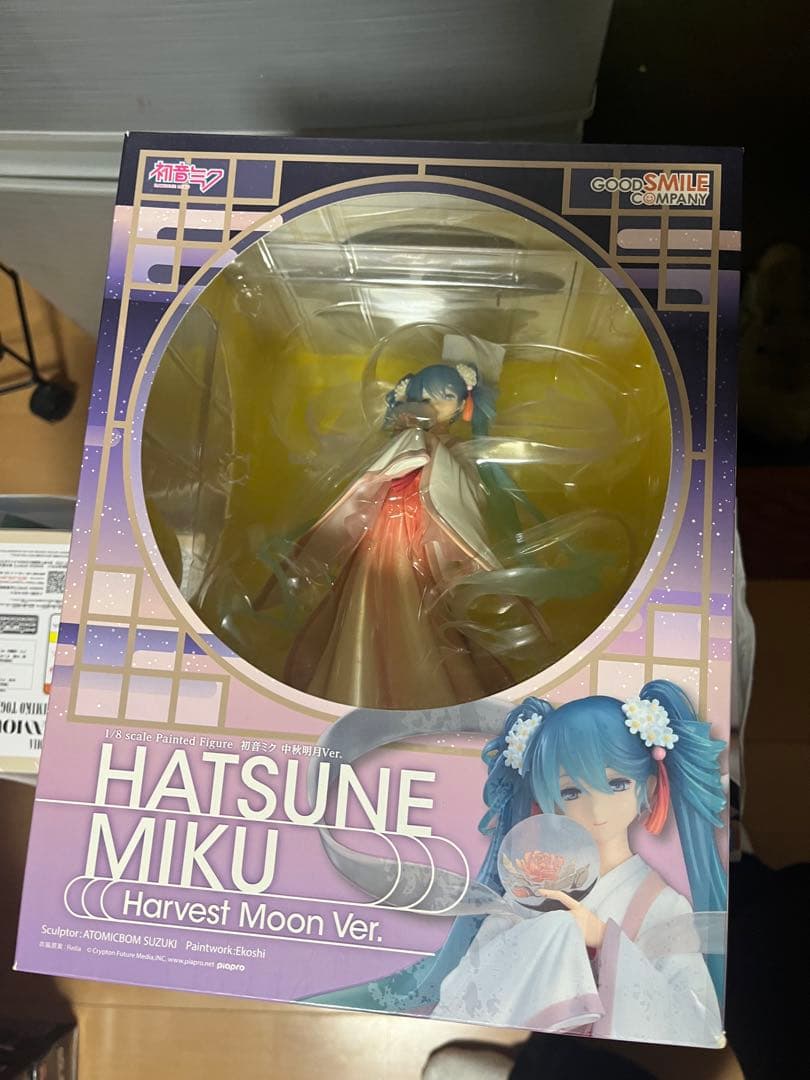 初音ミク
GOOD SMILE
COMPANY
1/8 scale Painted Figure 初音ミク 中秋明月Ver.
HATSUNE
MIKU
Harvest Moon Ver.
Sculptor: ATOMICBOM SUZUKI Paintwork:Ekoshi
© Crypton Future Media, INC. www.piapro.net piapro